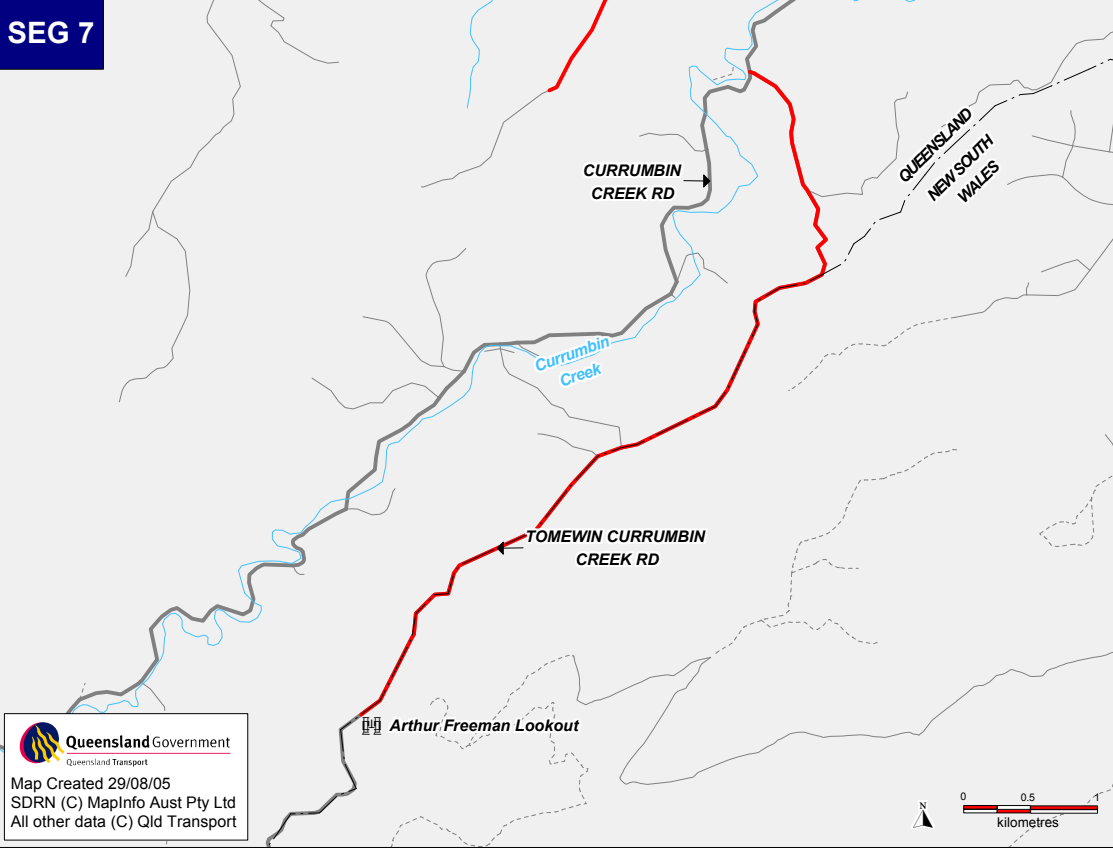 SEG 7
CURRUMBIN
CREEK RD
QUEENSLAND
NEW SOUTH
WALES
Currumbin
Creek
TOMEWIN CURRUMBIN
CREEK RD
Arthur Freeman Lookout
Queensland Government
Queensland Transport
Map Created 29/08/05
SDRN (C) MapInfo Aust Pty Ltd
All other data (C) Qld Transport
N
0 0.5 1
kilometres